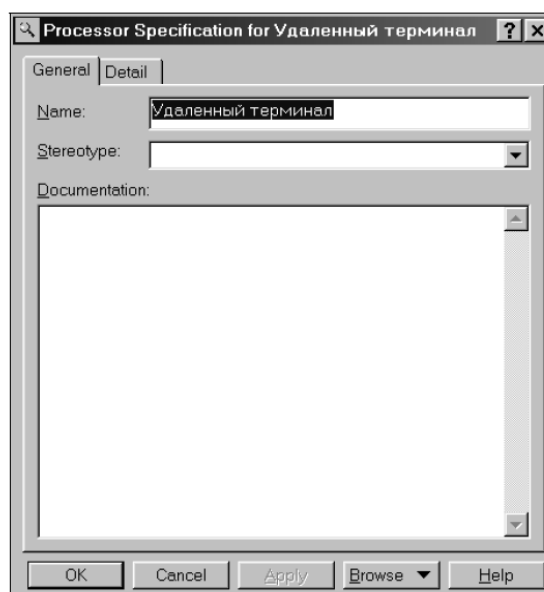 Processor Specification for Удаленный терминал
General Detail
Name: Удаленный терминал
Stereotype:
Documentation:
OK Cancel Apply Browse Help